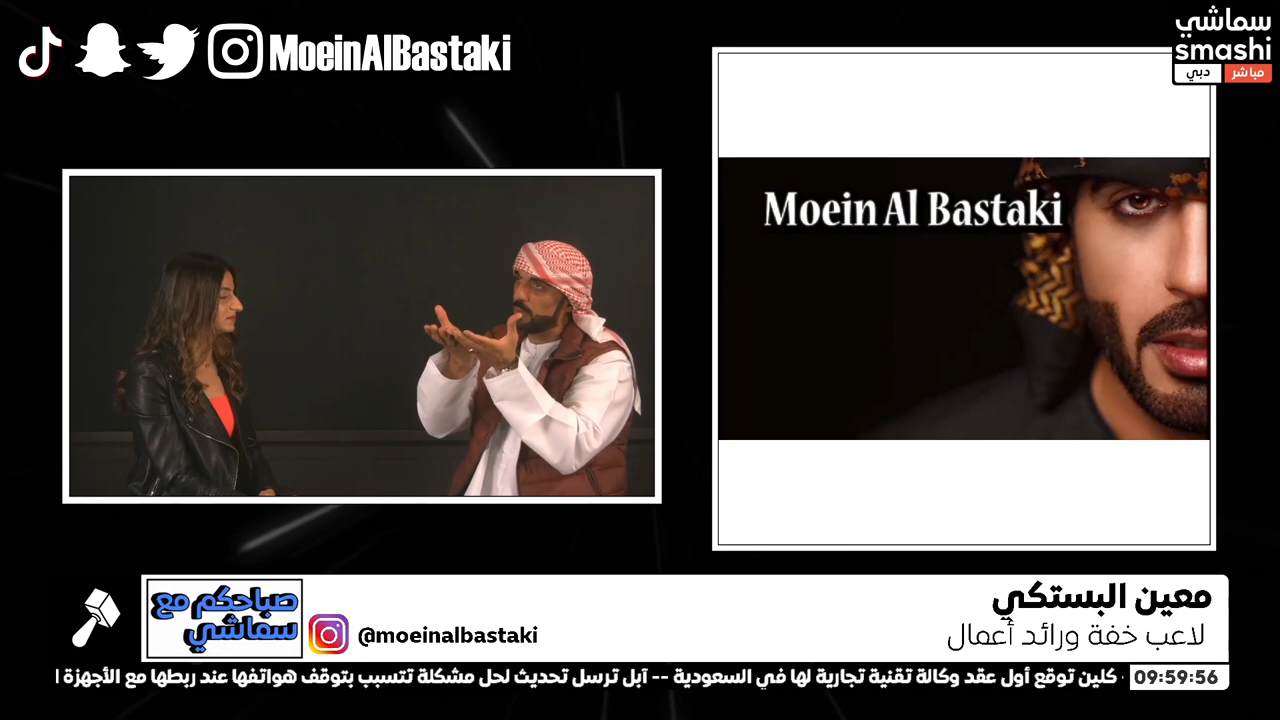 MoeinAlBastaki
سماشي
smashi
دبي مباشر
Moein Al Bastaki
معين البستكي
لاعب خفة ورائد أعمال
صباحكم مع
سماشي
@moeinalbastaki
كلين توقع أول عقد وكالة تقنية تجارية لها في السعودية -- آبل ترسل تحديث لحل مشكلة تتسبب بتوقف هواتفها عند ربطها مع الأجهزة ا
09:59:56